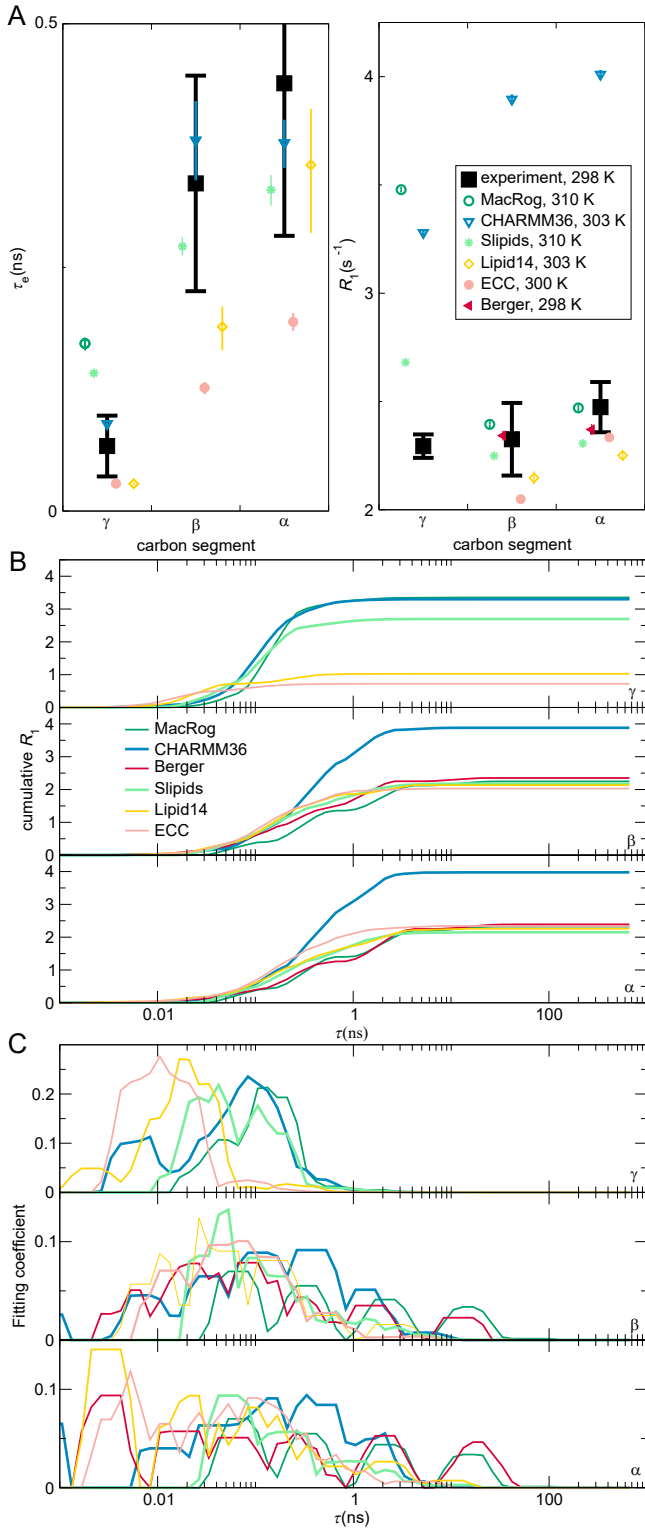 A
0.5
0
τe(ns)
γ
β
α
carbon segment
4
3
2
R1(s-1)
experiment, 298 K
MacRog, 310 K
CHARMM36, 303 K
Slipids, 310 K
Lipid14, 303 K
ECC, 300 K
Berger, 298 K
γ
β
α
carbon segment
B
cumulative R1
4
3
2
1
0
γ
4
3
2
1
0
MacRog
CHARMM36
Berger
Slipids
Lipid14
ECC
β
4
3
2
1
0
α
0.01
1
100
τ(ns)
C
Fitting coefficient
0.2
0.1
0
γ
0.1
0
β
0.1
0
α
0.01
1
100
τ(ns)